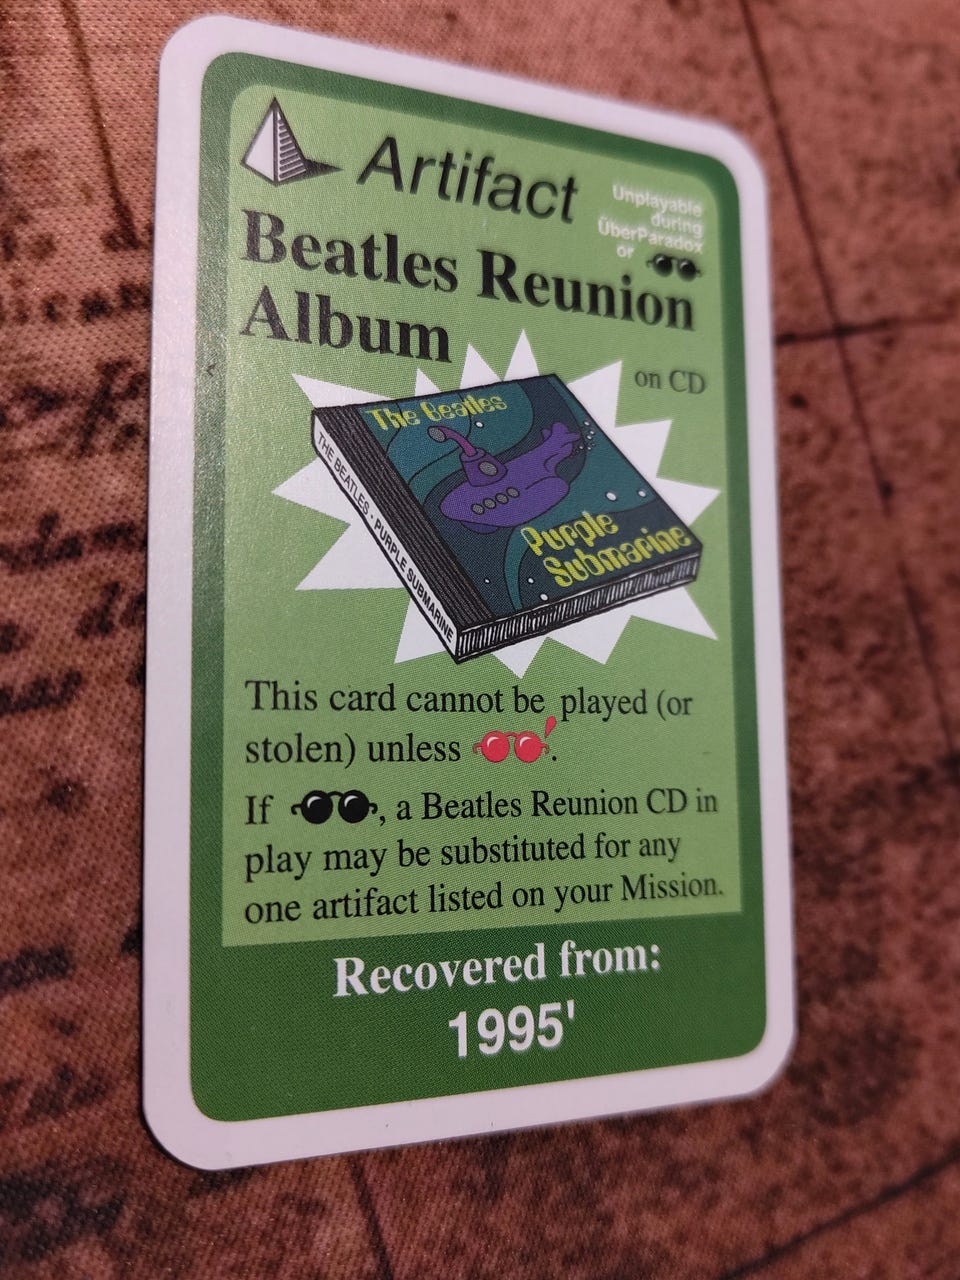 Artifact
Unplayable
during
ÜberParadox
or
Beatles Reunion
Album
on CD
The Beatles
THE BEATLES · PURPLE SUBMARINE
Purple
Submarine
This card cannot be played (or
stolen) unless '.
If , a Beatles Reunion CD in
play may be substituted for any
one artifact listed on your Mission.
Recovered from:
1995'